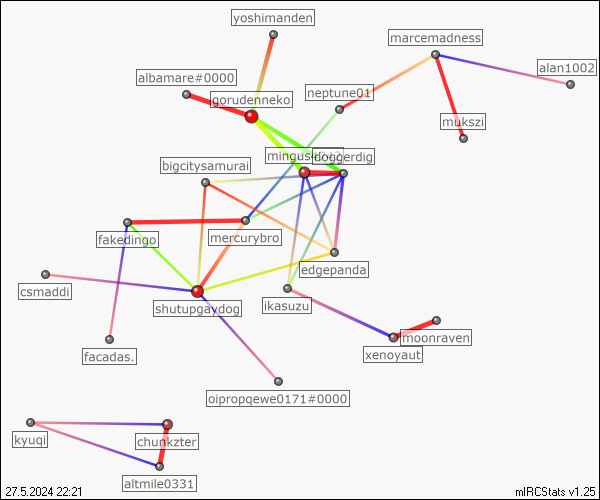 yoshimanden
marcemadness
alan1002
albamare#0000
neptune01
gorudenneko
mukszi
doggerdig
bigcitysamurai
mercurybro
fakedingo
edgepanda
csmaddi
shutupgaydog
ikasuzu
moonraven
facadas.
xenoyaut
oipropqewe0171#0000
kyuqi
chunkzter
altmile0331
27.5.2024 22:21
mIRCStats v1.25